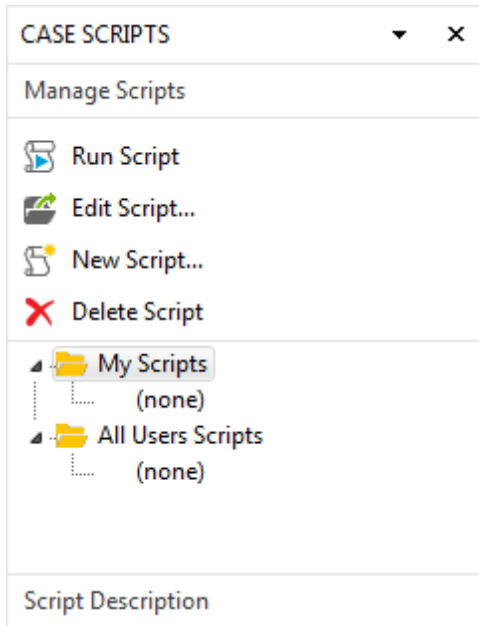 CASE SCRIPTS
Manage Scripts
Run Script
Edit Script...
New Script...
Delete Script
My Scripts
(none)
All Users Scripts
(none)
Script Description